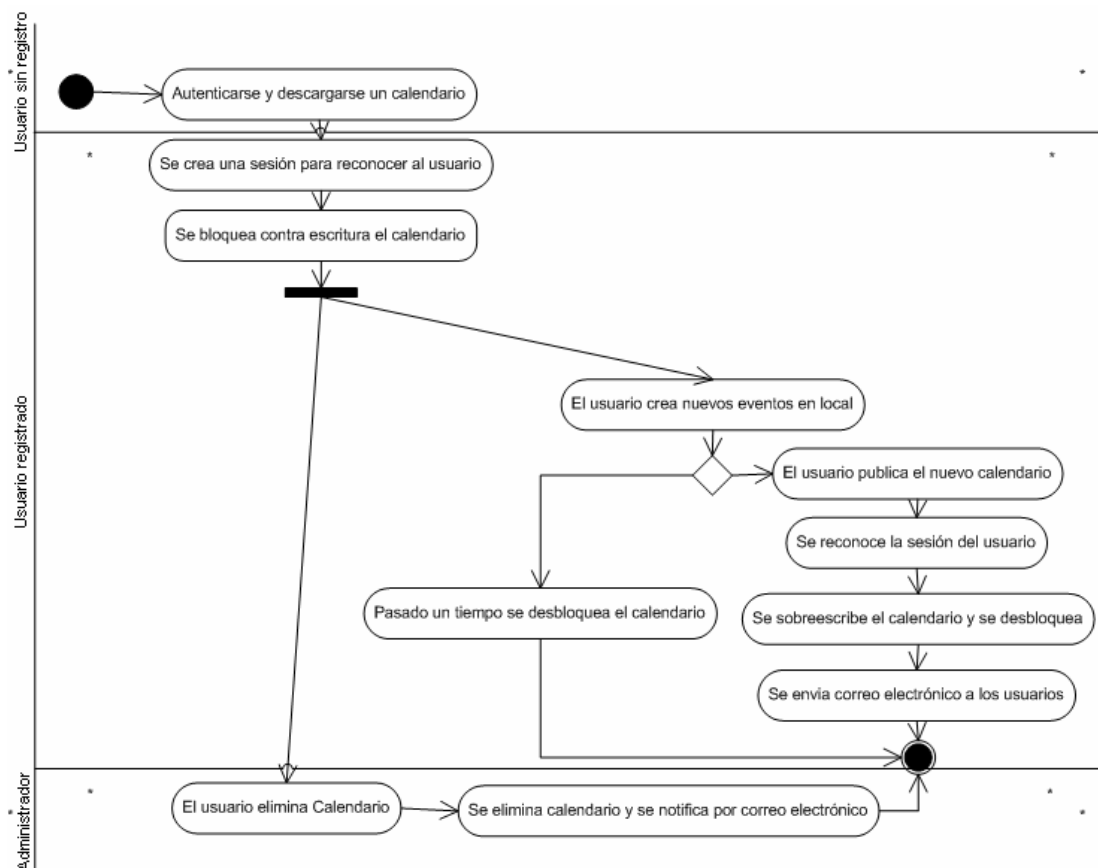 Usuario sin registro
Autenticarse y descargarse un calendario
Usuario registrado
Se crea una sesión para reconocer al usuario
Se bloquea contra escritura el calendario
El usuario crea nuevos eventos en local
El usuario publica el nuevo calendario
Se reconoce la sesión del usuario
Pasado un tiempo se desbloquea el calendario
Se sobreescribe el calendario y se desbloquea
Se envia correo electrónico a los usuarios
Administrador
El usuario elimina Calendario
Se elimina calendario y se notifica por correo electrónico